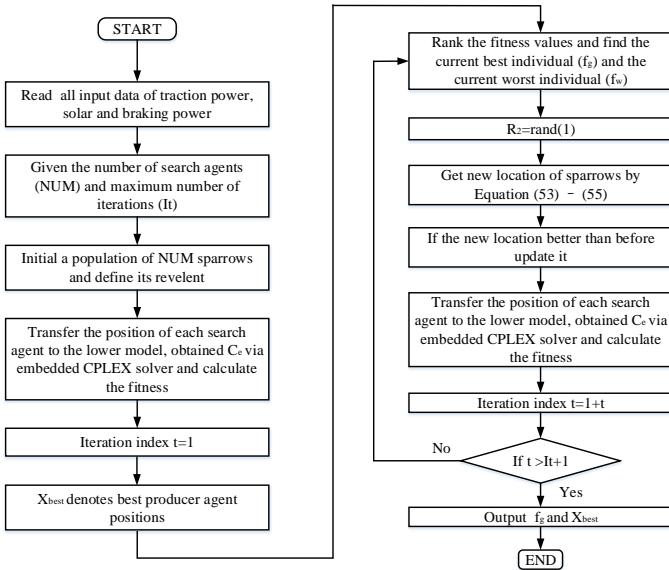 START
Read all input data of traction power,
solar and braking power
Given the number of search agents
(NUM) and maximum number of
iterations (It)
Initial a population of NUM sparrows
and define its revelent
Transfer the position of each search
agent to the lower model, obtained Ce via
embedded CPLEX solver and calculate
the fitness
Iteration index t=1
Xbest denotes best producer agent
positions
Rank the fitness values and find the
current best individual (fg) and the
current worst individual (fw)
R2=rand(1)
Get new location of sparrows by
Equation (53) - (55)
If the new location better than before
update it
Transfer the position of each search
agent to the lower model, obtained Ce via
embedded CPLEX solver and calculate
the fitness
Iteration index t=1+t
No
If t >It+1
Yes
Output fg and Xbest
END